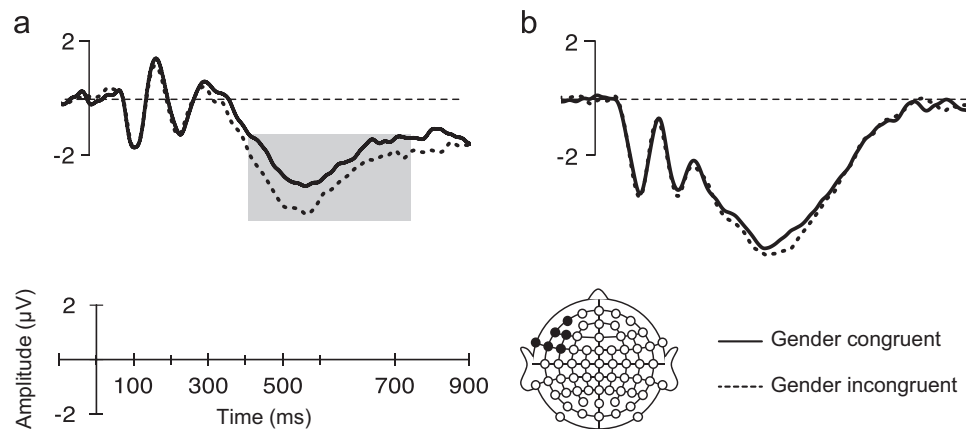 a
b
2
-2
2
-2
Amplitude (μV)
2
-2
100 300 500 700 900
Time (ms)
Gender congruent
Gender incongruent